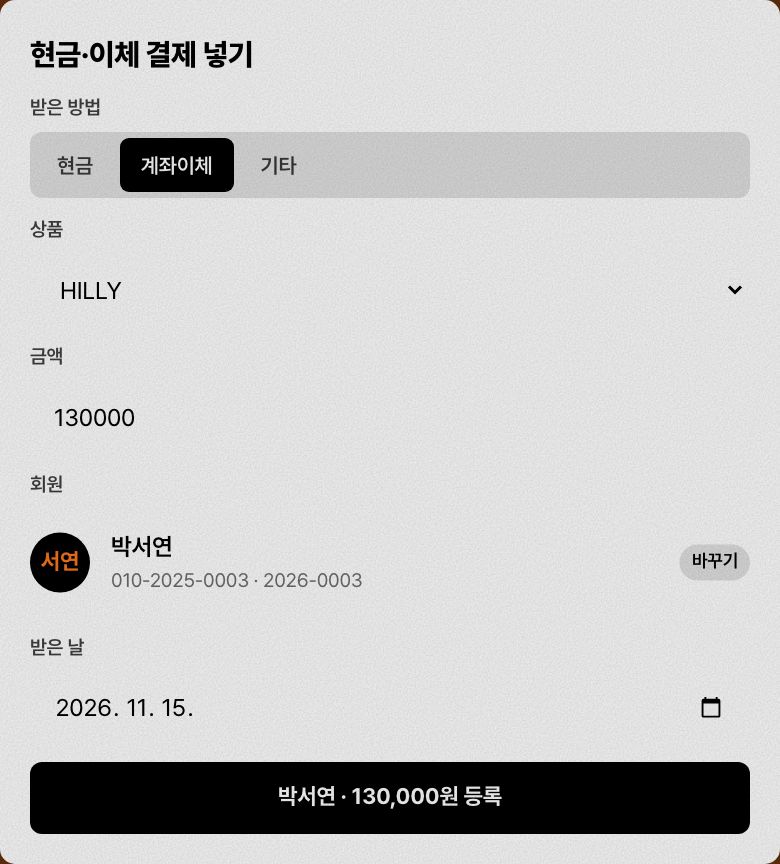 현금·이체 결제 넣기
받은 방법
현금 계좌이체 기타
상품
HILLY
금액
130000
회원
서연
박서연
010-2025-0003 · 2026-0003
바꾸기
받은 날
2026. 11. 15.
박서연 · 130,000원 등록